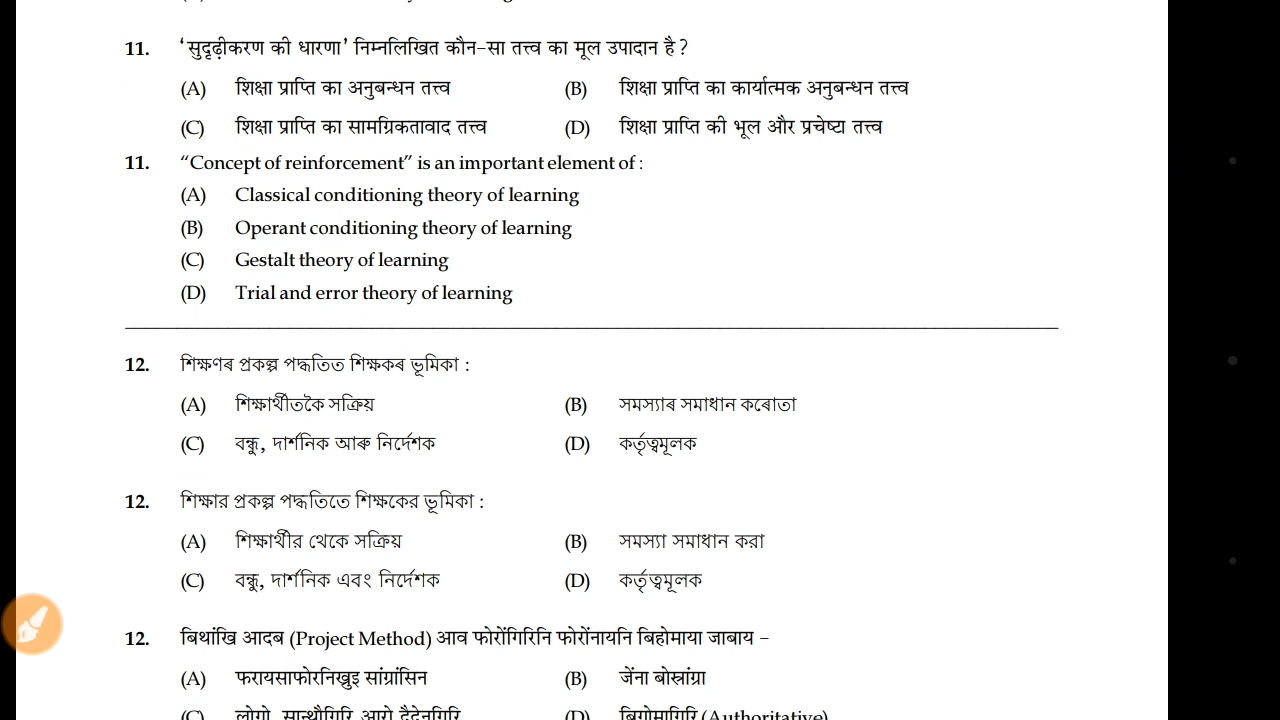 11. 'सुदृढ़ीकरण की धारणा' निम्नलिखित कौन-सा तत्त्व का मूल उपादान है ?
(A) शिक्षा प्राप्ति का अनुबन्धन तत्त्व (B) शिक्षा प्राप्ति का कार्यात्मक अनुबन्धन तत्त्व
(C) शिक्षा प्राप्ति का सामग्रिकतावाद तत्त्व (D) शिक्षा प्राप्ति की भूल और प्रचेष्टा तत्त्व
11. “Concept of reinforcement” is an important element of :
(A) Classical conditioning theory of learning
(B) Operant conditioning theory of learning
(C) Gestalt theory of learning
(D) Trial and error theory of learning
12. শিক্ষণৰ প্ৰকল্প পদ্ধতিত শিক্ষকৰ ভূমিকা :
(A) শিক্ষাৰ্থীতকৈ সক্ৰিয় (B) সমস্যাৰ সমাধান কৰোতা
(C) বন্ধু, দাৰ্শনিক আৰু নিৰ্দেশক (D) কৰ্তৃত্বমূলক
12. শিক্ষার প্রকল্প পদ্ধতিতে শিক্ষকের ভূমিকা :
(A) শিক্ষার্থীর থেকে সক্রিয় (B) সমস্যা সমাধান করা
(C) বন্ধু, দার্শনিক এবং নির্দেশক (D) কর্তৃত্বমূলক
12. बिथांखि आदब (Project Method) आव फोरोंगिरिनि फोरोंनायनि बिहोमाया जाबाय –
(A) फरायसाफोरनिख्रुइ सांग्रांसिन (B) जेंना बोस्रांग्रा
(C) लोगो, सान्थौगिरि आरो दैदेनगिरि (D) बिगोमागिरि (Authoritative)